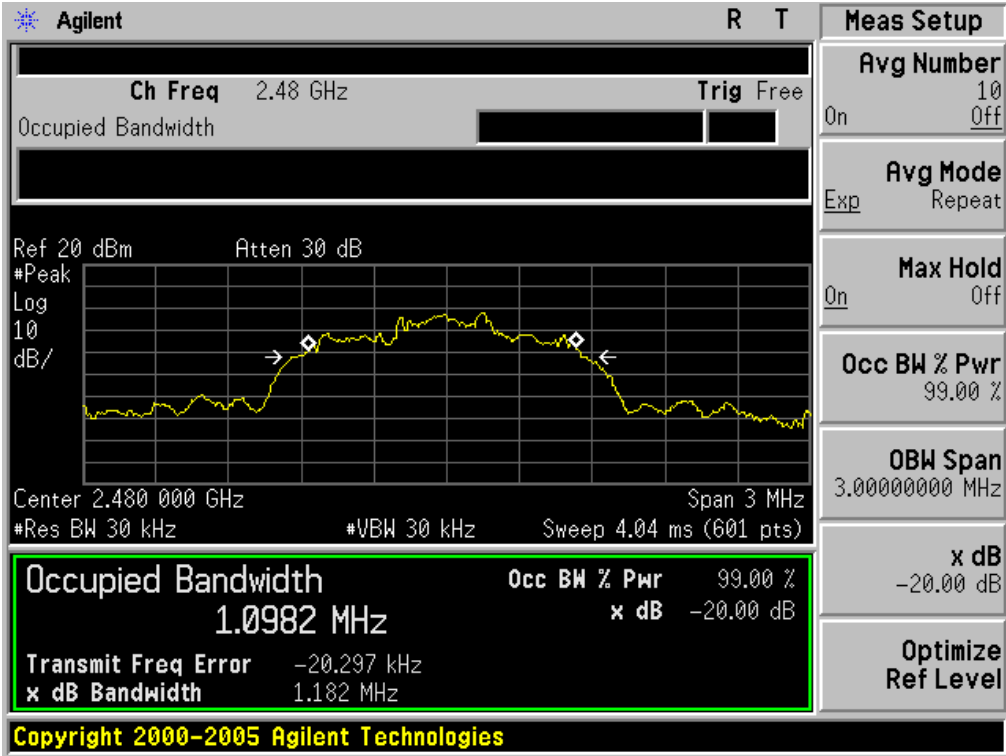 Agilent R T Meas Setup
Avg Number
10
On Off
Ch Freq 2.48 GHz Trig Free
Occupied Bandwidth
Avg Mode
Exp Repeat
Ref 20 dBm Atten 30 dB
#Peak
Log
10
dB/
Max Hold
On Off
Occ BW % Pwr
99.00 %
OBW Span
3.00000000 MHz
Center 2.480 000 GHz Span 3 MHz
#Res BW 30 kHz #VBW 30 kHz Sweep 4.04 ms (601 pts)
x dB
-20.00 dB
Occupied Bandwidth Occ BW % Pwr 99.00 %
1.0982 MHz x dB -20.00 dB
Optimize
Ref Level
Transmit Freq Error -20.297 kHz
x dB Bandwidth 1.182 MHz
Copyright 2000-2005 Agilent Technologies